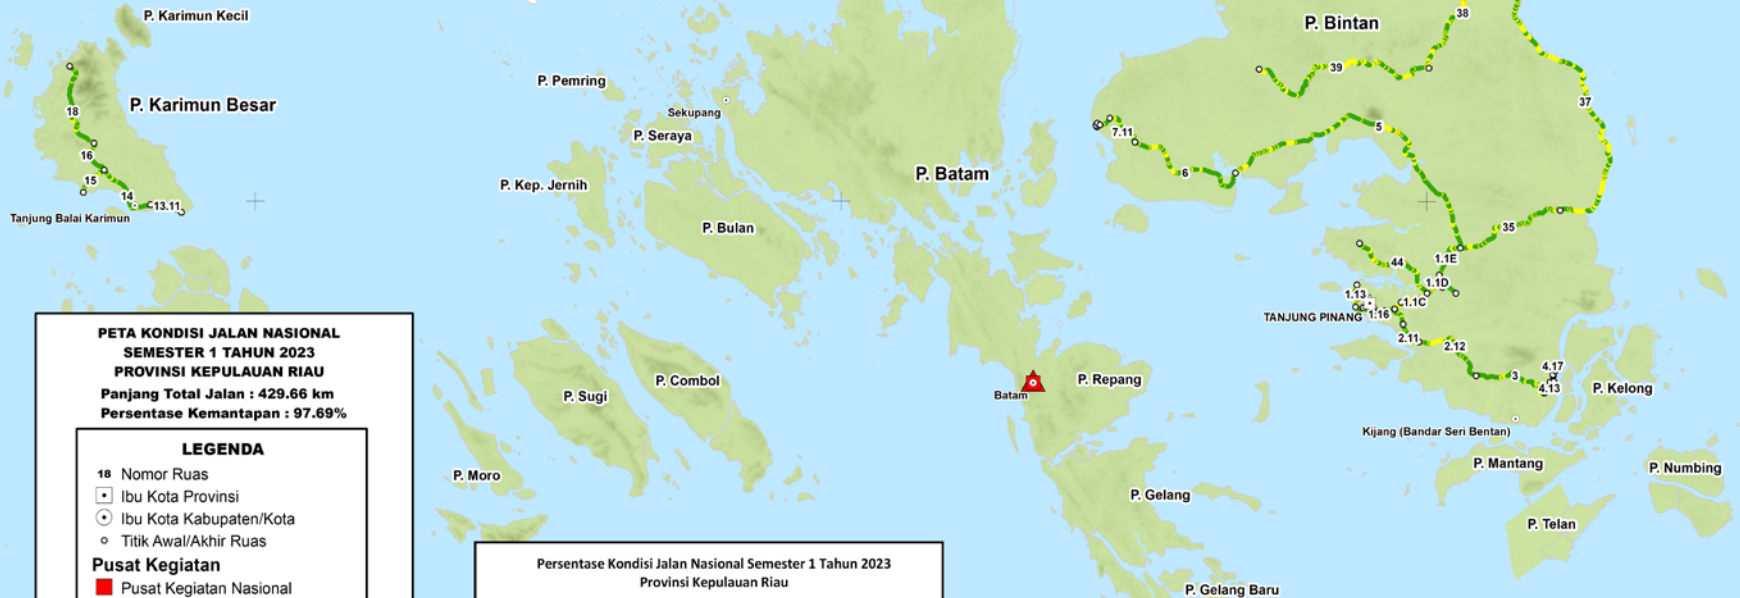 P. Karimun Kecil
P. Karimun Besar
18
16
15
14
13.11
Tanjung Balai Karimun
P. Pemring
Sekupang
P. Seraya
P. Kep. Jernih
P. Batam
P. Bulan
P. Bintan
38
39
37
7.11
5
6
35
44
1.1E
1.1D
1.13
1.1C
1.16
TANJUNG PINANG
2.11
2.12
3
4.17
4.13
P. Kelong
Kijang (Bandar Seri Bentan)
P. Mantang
P. Numbing
P. Telan
P. Repang
Batam
P. Combol
P. Sugi
P. Moro
P. Gelang
P. Gelang Baru
PETA KONDISI JALAN NASIONAL
SEMESTER 1 TAHUN 2023
PROVINSI KEPULAUAN RIAU
Panjang Total Jalan : 429.66 km
Persentase Kemantapan : 97.69%
LEGENDA
18 Nomor Ruas
Ibu Kota Provinsi
Ibu Kota Kabupaten/Kota
Titik Awal/Akhir Ruas
Pusat Kegiatan
Pusat Kegiatan Nasional
Persentase Kondisi Jalan Nasional Semester 1 Tahun 2023
Provinsi Kepulauan Riau